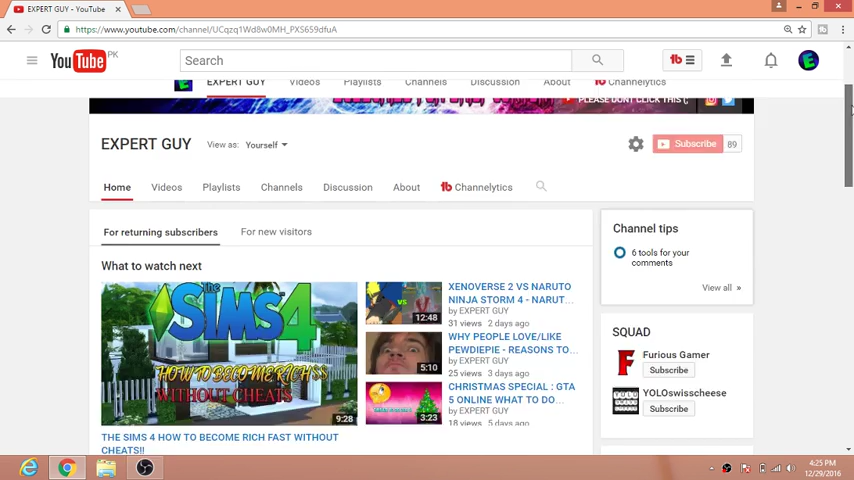 EXPERT GUY - YouTube
https://www.youtube.com/channel/UCqzq1Wd8w0MH_PXS659dfuA
YouTube PK
Search
EXPERT GUY Videos Playlists Channels Discussion About Channelytics
PLEASE DONT CLICK THIS (;
EXPERT GUY View as: Yourself
Subscribe 89
Home Videos Playlists Channels Discussion About Channelytics
For returning subscribers For new visitors
What to watch next
the SIMS 4
HOW TO BECOME RICH$$
WITHOUT CHEATS
9:28
THE SIMS 4 HOW TO BECOME RICH FAST WITHOUT
CHEATS!!
VS
12:48
XENOVERSE 2 VS NARUTO
NINJA STORM 4 - NARUT...
by EXPERT GUY
31 views 2 days ago
5:10
WHY PEOPLE LOVE/LIKE
PEWDIEPIE - REASONS TO...
by EXPERT GUY
25 views 3 days ago
3:23
CHRISTMAS SPECIAL : GTA
5 ONLINE WHAT TO DO...
by EXPERT GUY
18 views 5 days ago
Channel tips
6 tools for your
comments
View all »
SQUAD
Furious Gamer
Subscribe
YOLOswisscheese
Subscribe
4:25 PM
12/29/2016